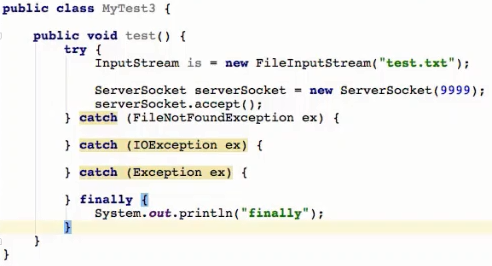 public class MyTest3 {
public void test() {
try {
InputStream is = new FileInputStream("test.txt");
ServerSocket serverSocket = new ServerSocket(9999);
serverSocket.accept();
} catch (FileNotFoundException ex) {
} catch (IOException ex) {
} catch (Exception ex) {
} finally {
System.out.println("finally");
}
}
}